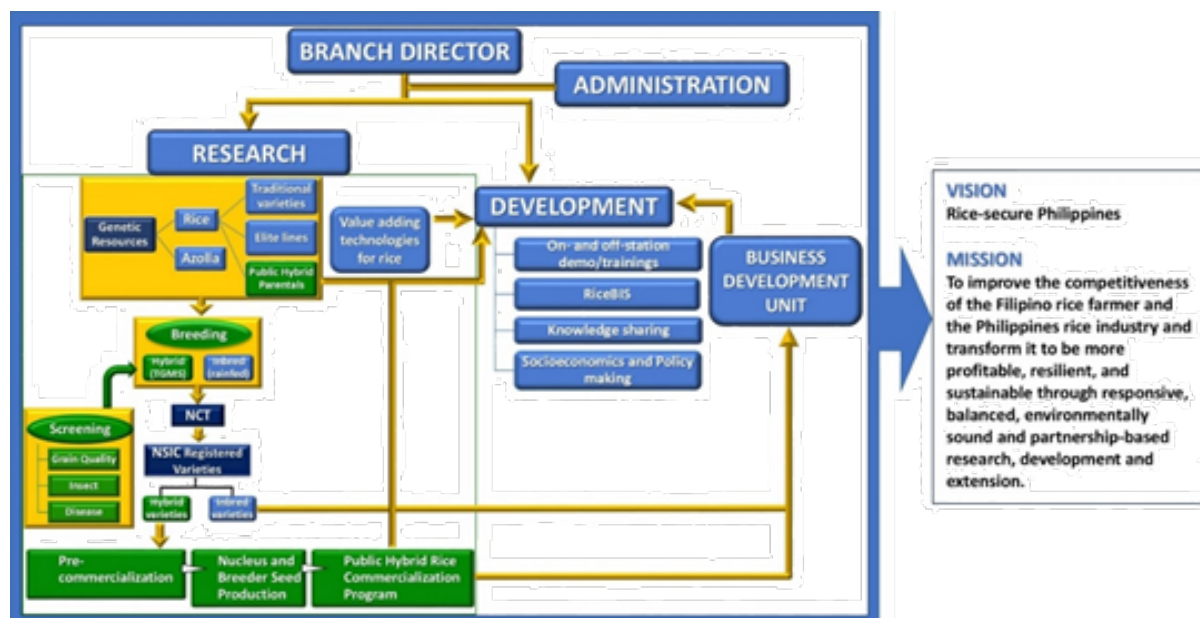 BRANCH DIRECTOR
ADMINISTRATION
RESEARCH
Genetic
Resources
Rice
Azolla
Traditional
varieties
Elite lines
Public Hybrid
Parentals
Value adding
technologies
for rice
DEVELOPMENT
On- and off-station
demo/trainings
RiceBIS
Knowledge sharing
Socioeconomics and Policy
making
BUSINESS
DEVELOPMENT
UNIT
Breeding
Hybrid
(TGMS)
Inbred
(rainfed)
NCT
NSIC Registered
Varieties
Hybrid
varieties
Inbred
varieties
Screening
Grain Quality
Insect
Disease
Pre-
commercialization
Nucleus and
Breeder Seed
Production
Public Hybrid Rice
Commercialization
Program
VISION
Rice-secure Philippines
MISSION
To improve the competitiveness
of the Filipino rice farmer and
the Philippines rice industry and
transform it to be more
profitable, resilient, and
sustainable through responsive,
balanced, environmentally
sound and partnership-based
research, development and
extension.